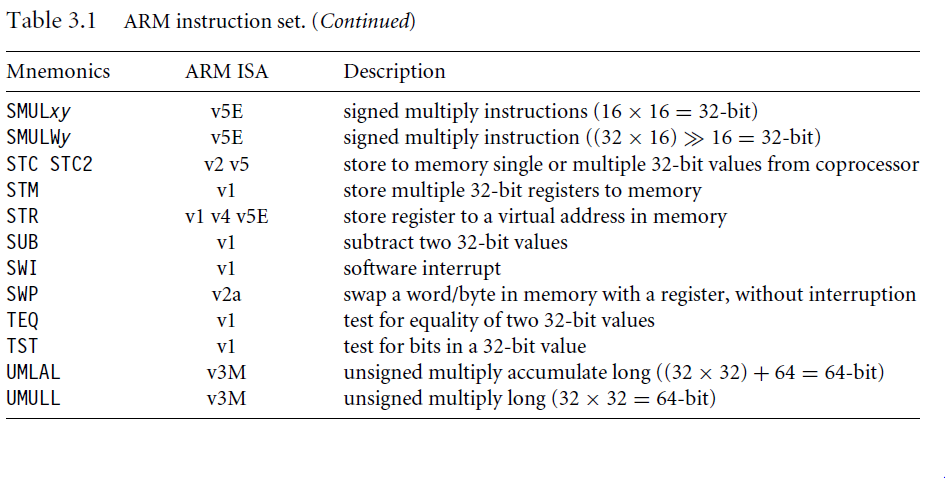 Table 3.1 ARM instruction set. (Continued)
Mnemonics ARM ISA Description
SMULxy v5E signed multiply instructions (16 × 16 = 32-bit)
SMULWy v5E signed multiply instruction ((32 × 16) ≫ 16 = 32-bit)
STC STC2 v2 v5 store to memory single or multiple 32-bit values from coprocessor
STM v1 store multiple 32-bit registers to memory
STR v1 v4 v5E store register to a virtual address in memory
SUB v1 subtract two 32-bit values
SWI v1 software interrupt
SWP v2a swap a word/byte in memory with a register, without interruption
TEQ v1 test for equality of two 32-bit values
TST v1 test for bits in a 32-bit value
UMLAL v3M unsigned multiply accumulate long ((32 × 32) + 64 = 64-bit)
UMULL v3M unsigned multiply long (32 × 32 = 64-bit)